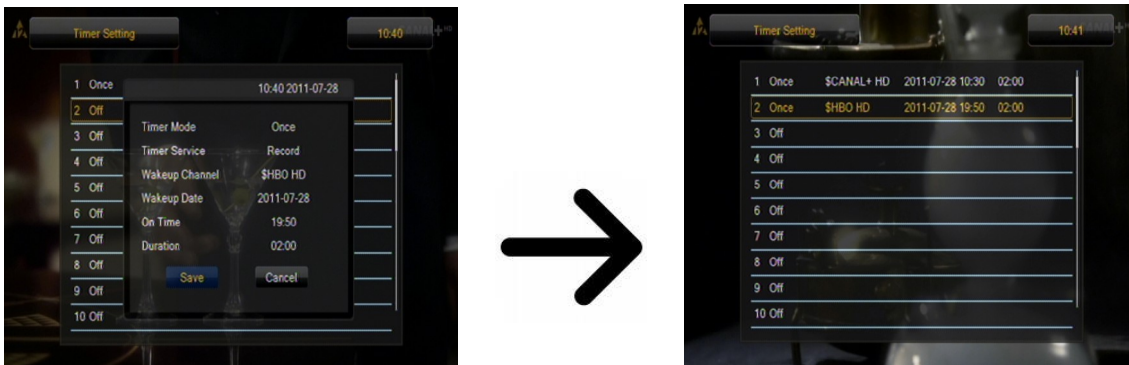 Timer Setting
10:40
1 Once
10:40 2011-07-28
2 Off
Timer Mode Once
3 Off
Timer Service Record
4 Off
Wakeup Channel $HBO HD
5 Off
Wakeup Date 2011-07-28
6 Off
On Time 19:50
7 Off
Duration 02:00
8 Off
Save Cancel
9 Off
10 Off
Timer Setting
10:41
1 Once $CANAL+ HD 2011-07-28 10:30 02:00
2 Once $HBO HD 2011-07-28 19:50 02:00
3 Off
4 Off
5 Off
6 Off
7 Off
8 Off
9 Off
10 Off